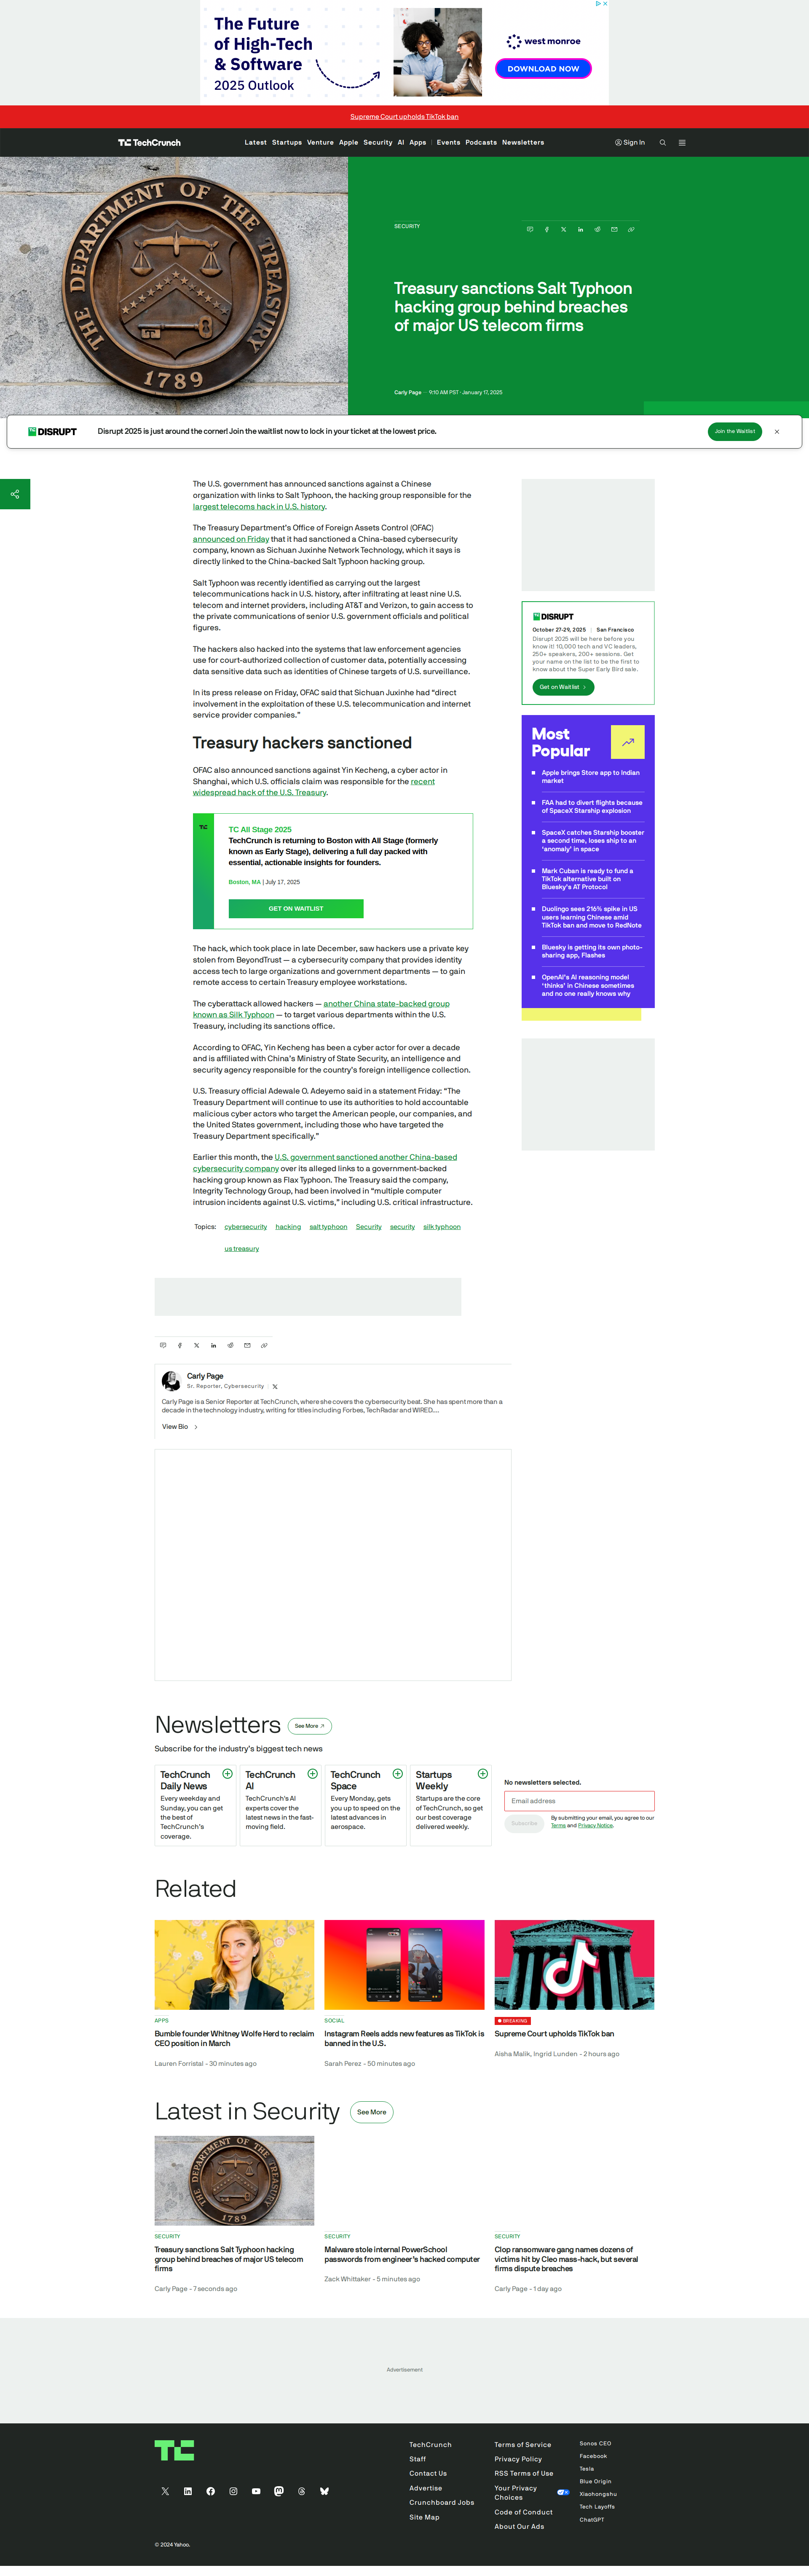 The Future
of High-Tech
& Software
2025 Outlook
west monroe
DOWNLOAD NOW
Supreme Court upholds TikTok ban
TechCrunch
Latest Startups Venture Apple Security AI Apps | Events Podcasts Newsletters
Sign In
THE DEPARTMENT OF THE TREASURY
1789
SECURITY
Treasury sanctions Salt Typhoon
hacking group behind breaches
of major US telecom firms
Carly Page — 9:10 AM PST · January 17, 2025
DISRUPT
Disrupt 2025 is just around the corner! Join the waitlist now to lock in your ticket at the lowest price.
Join the Waitlist
The U.S. government has announced sanctions against a Chinese
organization with links to Salt Typhoon, the hacking group responsible for the
largest telecoms hack in U.S. history.
The Treasury Department's Office of Foreign Assets Control (OFAC)
announced on Friday that it had sanctioned a China-based cybersecurity
company, known as Sichuan Juxinhe Network Technology, which it says is
directly linked to the China-backed Salt Typhoon hacking group.
Salt Typhoon was recently identified as carrying out the largest
telecommunications hack in U.S. history, after infiltrating at least nine U.S.
telecom and internet providers, including AT&T and Verizon, to gain access to
the private communications of senior U.S. government officials and political
figures.
The hackers also hacked into the systems that law enforcement agencies
use for court-authorized collection of customer data, potentially accessing
sensitive data such as identities of Chinese targets of U.S. surveillance.
In its press release on Friday, OFAC said that Sichuan Juxinhe had “direct
involvement in the exploitation of these U.S. telecommunication and internet
service provider companies.”
Treasury hackers sanctioned
OFAC also announced sanctions against Yin Kecheng, a cyber actor in
Shanghai, which U.S. officials claim was responsible for the recent
widespread hack of the U.S. Treasury.
TC
TC All Stage 2025
TechCrunch is returning to Boston with All Stage (formerly
known as Early Stage), delivering a full day packed with
essential, actionable insights for founders.
Boston, MA | July 17, 2025
GET ON WAITLIST
The hack, which took place in late December, saw hackers use a private key
stolen from BeyondTrust — a cybersecurity company that provides identity
access tech to large organizations and government departments — to gain
remote access to certain Treasury employee workstations.
The cyberattack allowed hackers — another China state-backed group
known as Silk Typhoon — to target various departments within the U.S.
Treasury, including its sanctions office.
According to OFAC, Yin Kecheng has been a cyber actor for over a decade
and is affiliated with China's Ministry of State Security, an intelligence and
security agency responsible for the country's foreign intelligence collection.
U.S. Treasury official Adewale O. Adeyemo said in a statement Friday: “The
Treasury Department will continue to use its authorities to hold accountable
malicious cyber actors who target the American people, our companies, and
the United States government, including those who have targeted the
Treasury Department specifically.”
Earlier this month, the U.S. government sanctioned another China-based
cybersecurity company over its alleged links to a government-backed
hacking group known as Flax Typhoon. The Treasury said the company,
Integrity Technology Group, had been involved in “multiple computer
intrusion incidents against U.S. victims,” including U.S. critical infrastructure.
Topics: cybersecurity hacking salt typhoon Security security silk typhoon
us treasury
DISRUPT
October 27-29, 2025 | San Francisco
Disrupt 2025 will be here before you
know it! 10,000 tech and VC leaders,
250+ speakers, 200+ sessions. Get
your name on the list to be the first to
know about the Super Early Bird sale.
Get on Waitlist
Most
Popular
Apple brings Store app to Indian
market
FAA had to divert flights because
of SpaceX Starship explosion
SpaceX catches Starship booster
a second time, loses ship to an
‘anomaly’ in space
Mark Cuban is ready to fund a
TikTok alternative built on
Bluesky's AT Protocol
Duolingo sees 216% spike in US
users learning Chinese amid
TikTok ban and move to RedNote
Bluesky is getting its own photo-
sharing app, Flashes
OpenAI's AI reasoning model
‘thinks’ in Chinese sometimes
and no one really knows why
Carly Page
Sr. Reporter, Cybersecurity
Carly Page is a Senior Reporter at TechCrunch, where she covers the cybersecurity beat. She has spent more than a
decade in the technology industry, writing for titles including Forbes, TechRadar and WIRED....
View Bio
Newsletters
See More
Subscribe for the industry's biggest tech news
TechCrunch
Daily News
Every weekday and
Sunday, you can get
the best of
TechCrunch's
coverage.
TechCrunch
AI
TechCrunch's AI
experts cover the
latest news in the fast-
moving field.
TechCrunch
Space
Every Monday, gets
you up to speed on the
latest advances in
aerospace.
Startups
Weekly
Startups are the core
of TechCrunch, so get
our best coverage
delivered weekly.
No newsletters selected.
Email address
Subscribe
By submitting your email, you agree to our
Terms and Privacy Notice.
Related
APPS
Bumble founder Whitney Wolfe Herd to reclaim
CEO position in March
Lauren Forristal - 30 minutes ago
SOCIAL
Instagram Reels adds new features as TikTok is
banned in the U.S.
Sarah Perez - 50 minutes ago
BREAKING
Supreme Court upholds TikTok ban
Aisha Malik, Ingrid Lunden - 2 hours ago
Latest in Security
See More
1789
SECURITY
Treasury sanctions Salt Typhoon hacking
group behind breaches of major US telecom
firms
Carly Page - 7 seconds ago
SECURITY
Malware stole internal PowerSchool
passwords from engineer's hacked computer
Zack Whittaker - 5 minutes ago
SECURITY
Clop ransomware gang names dozens of
victims hit by Cleo mass-hack, but several
firms dispute breaches
Carly Page - 1 day ago
Advertisement
TC
TechCrunch
Staff
Contact Us
Advertise
Crunchboard Jobs
Site Map
Terms of Service
Privacy Policy
RSS Terms of Use
Your Privacy
Choices
Code of Conduct
About Our Ads
Sonos CEO
Facebook
Tesla
Blue Origin
Xiaohongshu
Tech Layoffs
ChatGPT
© 2024 Yahoo.